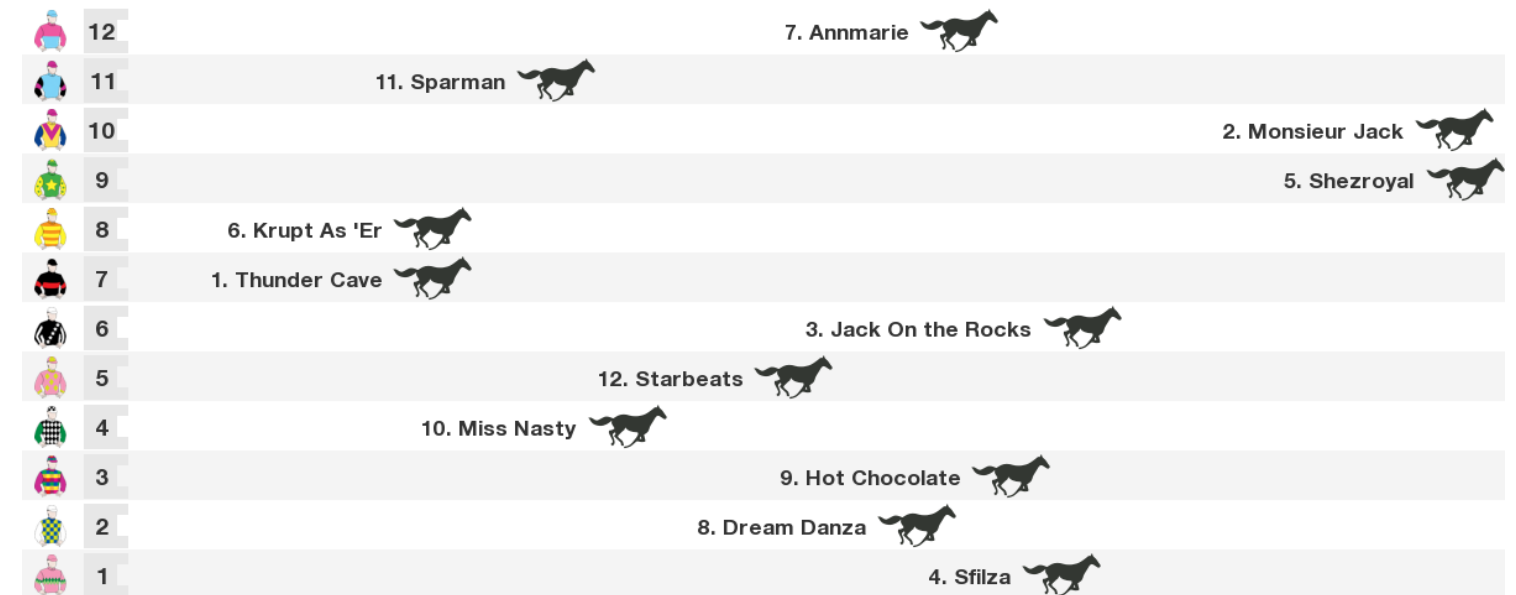 12 7. Annmarie
11 11. Sparman
10 2. Monsieur Jack
9 5. Shezroyal
8 6. Krupt As 'Er
7 1. Thunder Cave
6 3. Jack On the Rocks
5 12. Starbeats
4 10. Miss Nasty
3 9. Hot Chocolate
2 8. Dream Danza
1 4. Sfilza